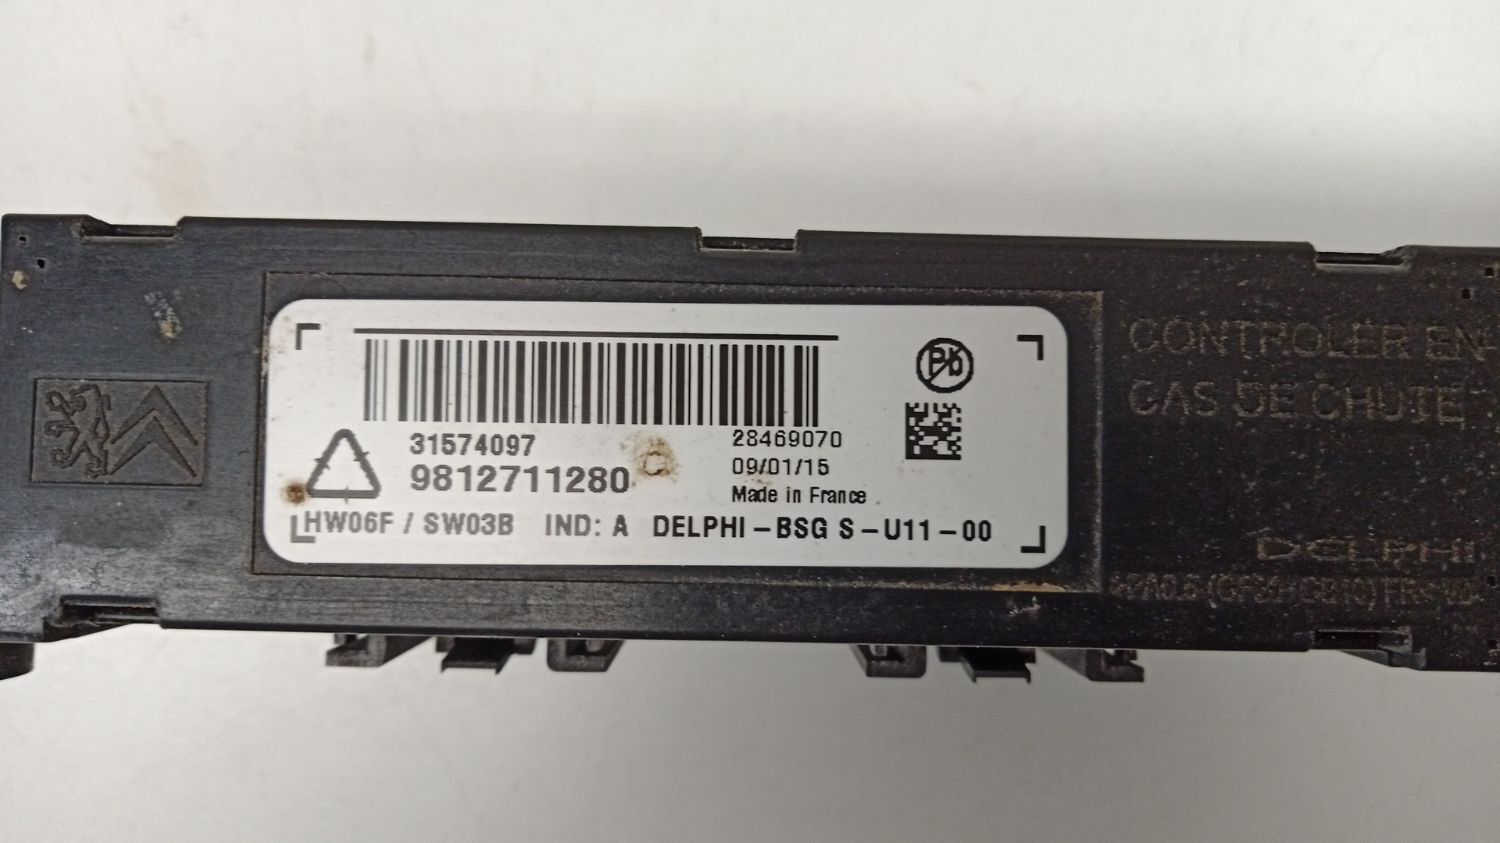 Pb
31574097
9812711280
28469070
09/01/15
Made in France
HW06F / SW03B IND: A DELPHI-BSG S-U11-00
CONTROLER EN
CAS DE CHUTE
DELPHI